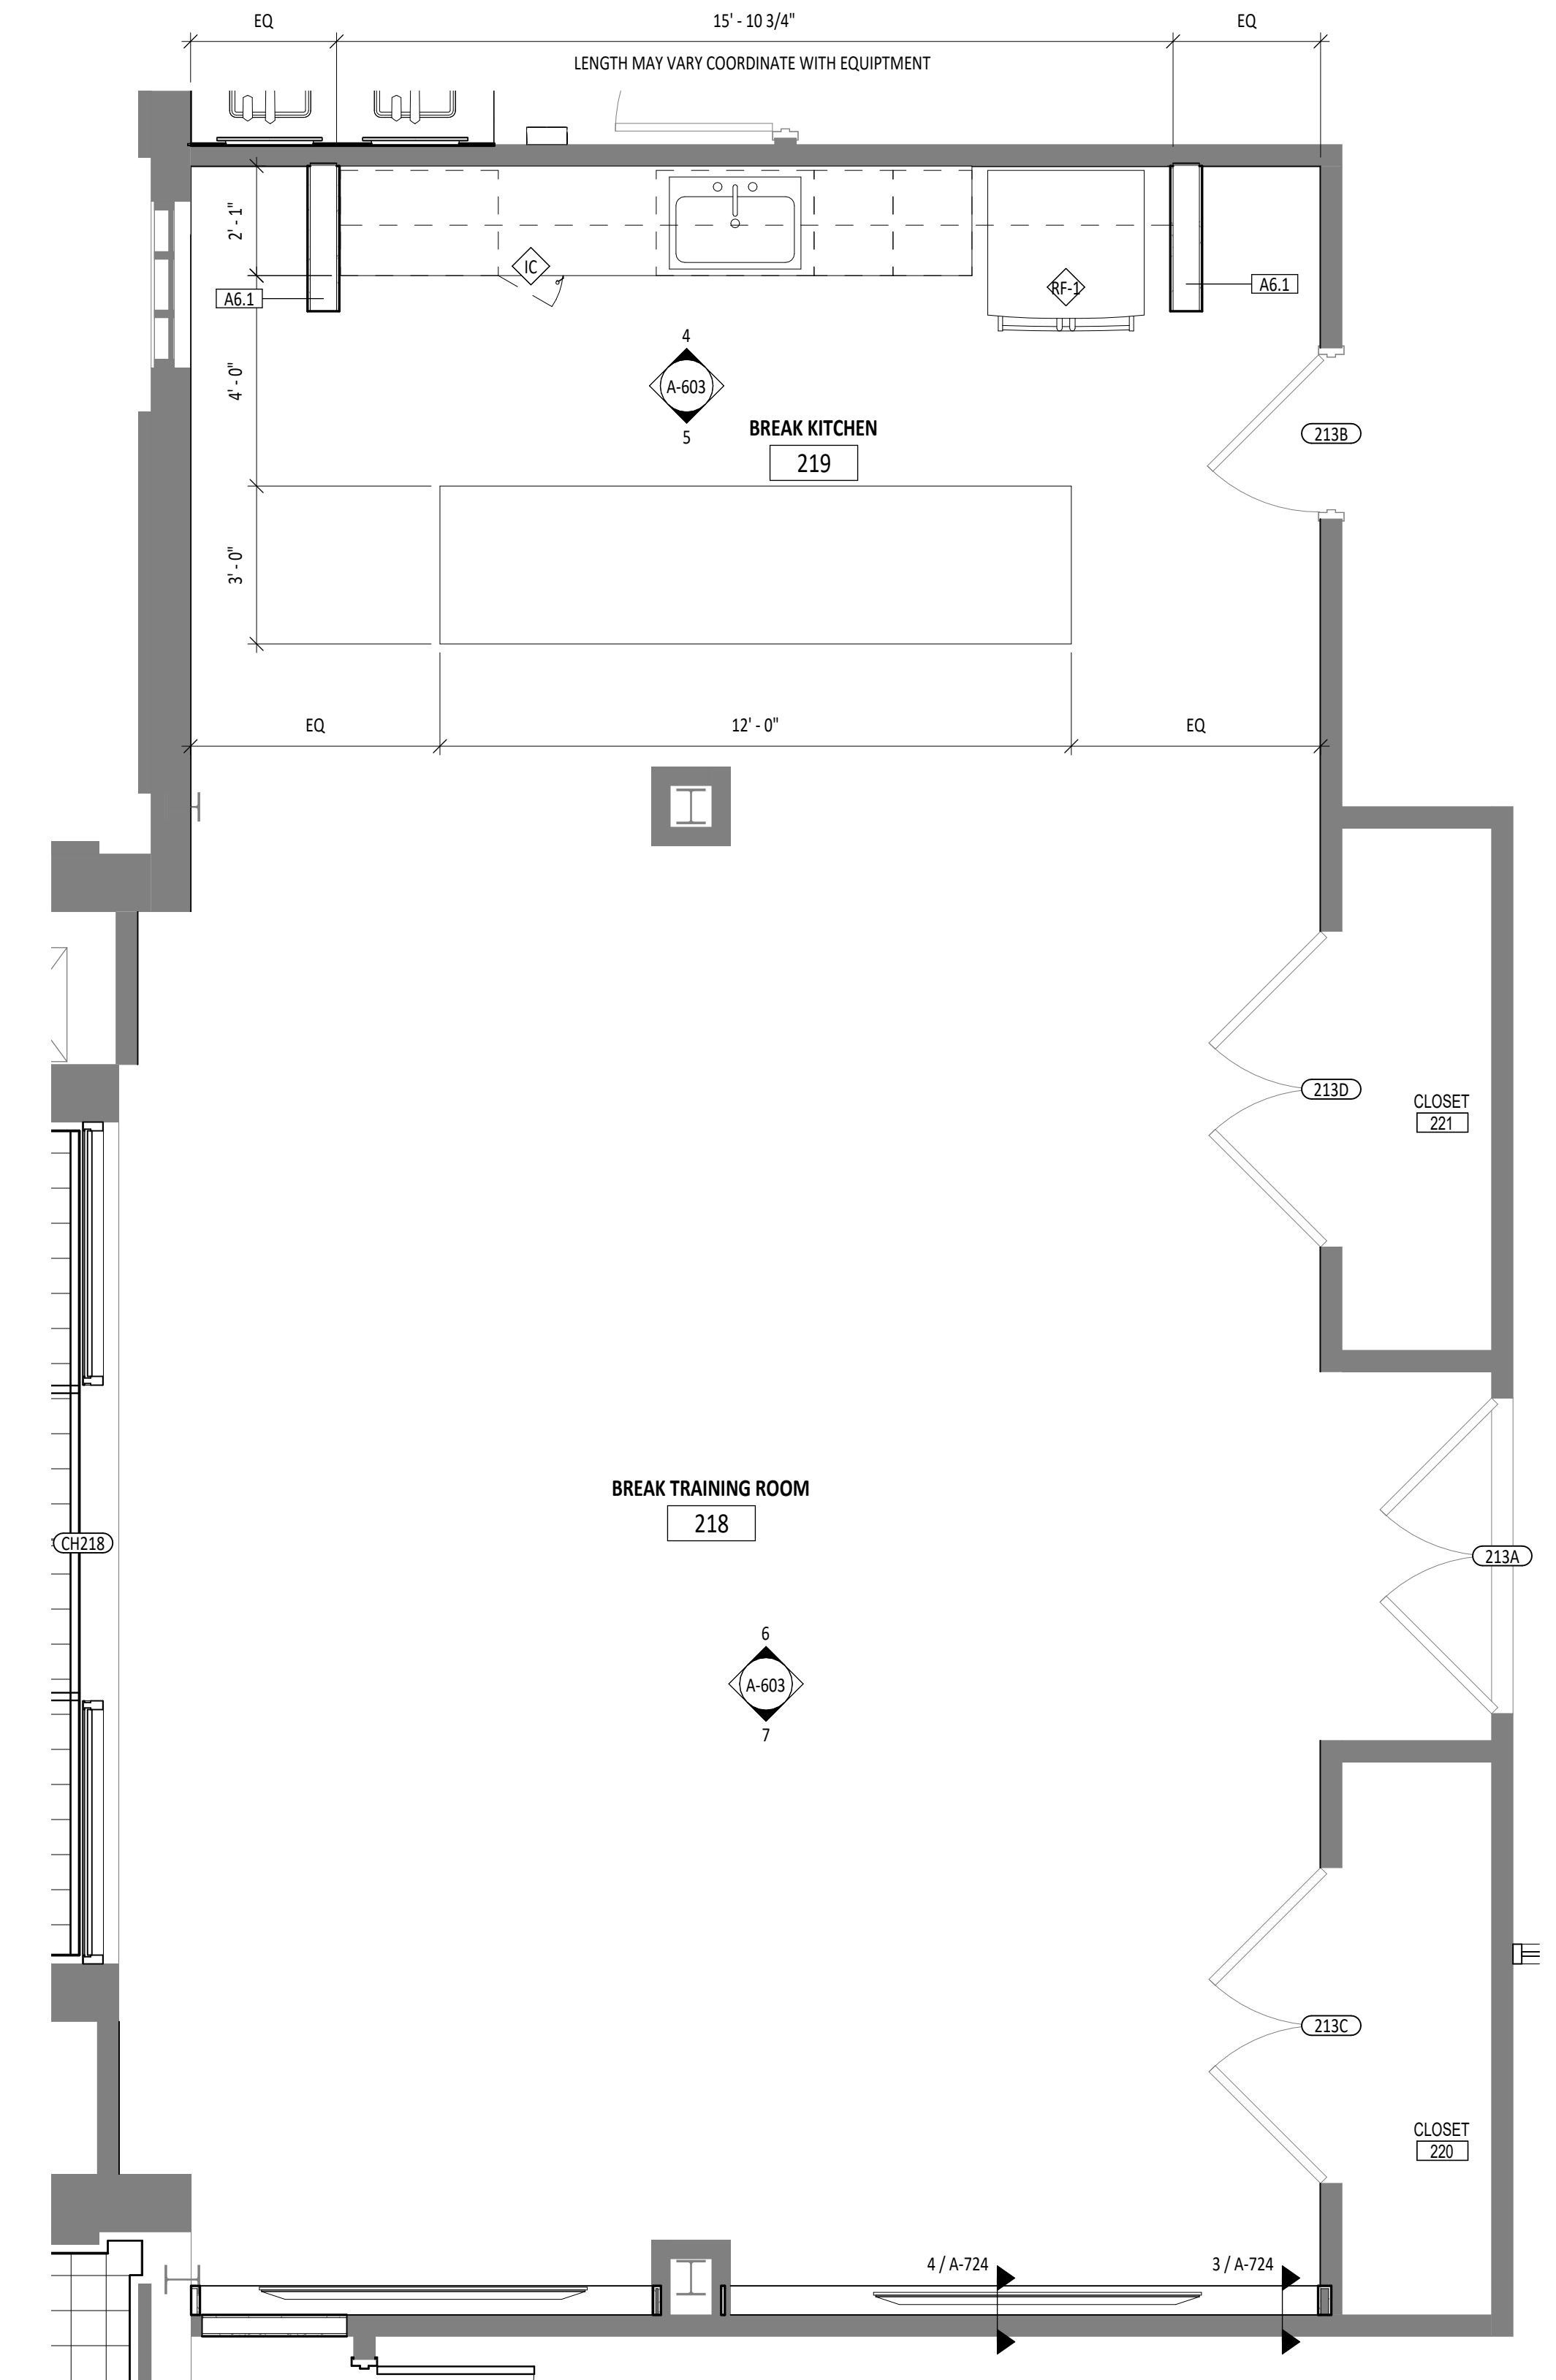 EQ 15' - 10 3/4" EQ
LENGTH MAY VARY COORDINATE WITH EQUIPTMENT
2' - 1"
IC
RF-1
A6.1
A6.1
4
A-603
5
4' - 0"
BREAK KITCHEN
219
213B
3' - 0"
EQ 12' - 0" EQ
213D
CLOSET
221
BREAK TRAINING ROOM
218
CH218
213A
6
A-603
7
213C
CLOSET
220
4 / A-724
3 / A-724